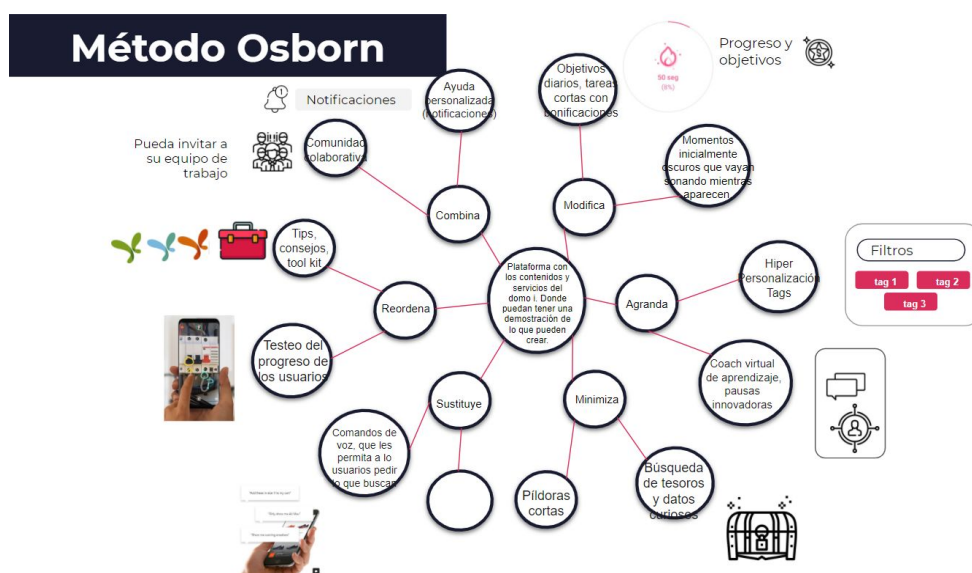 Método Osborn
Progreso y
objetivos
50 seg
Notificaciones
1
Ayuda
personalizada
(notificaciones)
Objetivos
diarios, tareas
cortas con
bonificaciones
Pueda invitar a
su equipo de
trabajo
Comunidad
colaborativa
Momentos
inicialmente
oscuros que vayan
sonando mientras
aparecen
Combina
Modifica
Tips,
consejos,
tool kit
Plataforma con
los contenidos y
servicios del
domo i. Donde
puedan tener una
demostración de
lo que pueden
crear.
Hiper
Personalización
Tags
Filtros
tag 1
tag 2
tag 3
Reordena
Agranda
Testeo del
progreso de
los usuarios
Coach virtual
de aprendizaje,
pausas
innovadoras
Sustituye
Minimiza
Comandos de
voz, que les
permita a lo
usuarios pedir
lo que buscan
Píldoras
cortas
Búsqueda
de tesoros
y datos
curiosos